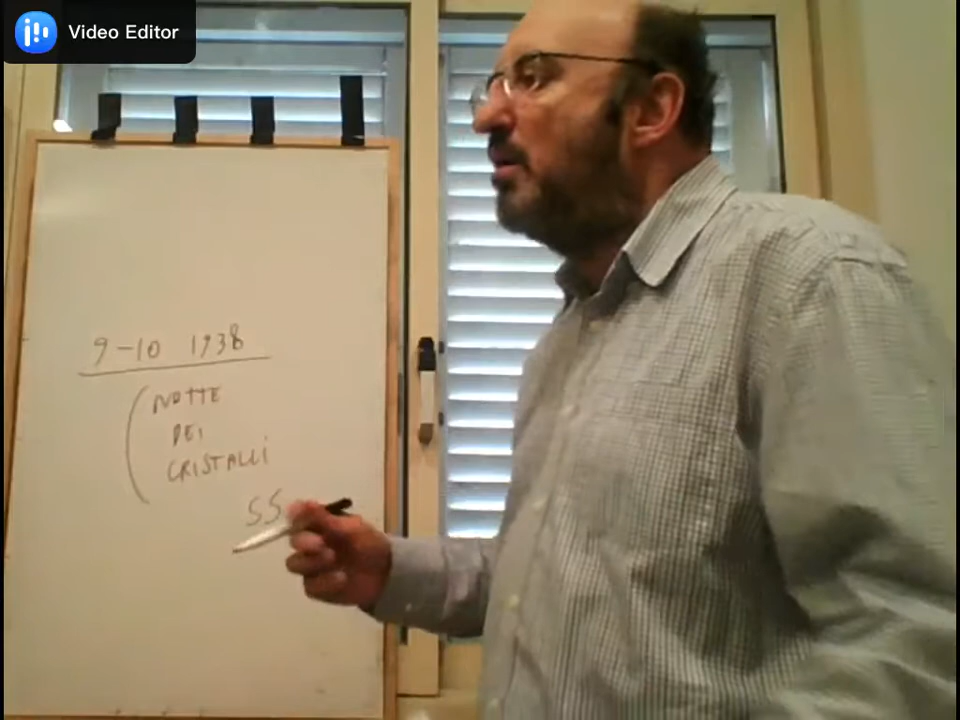 Video Editor
9-10 1938
(NOTTE
DEI
CRISTALLI
SS